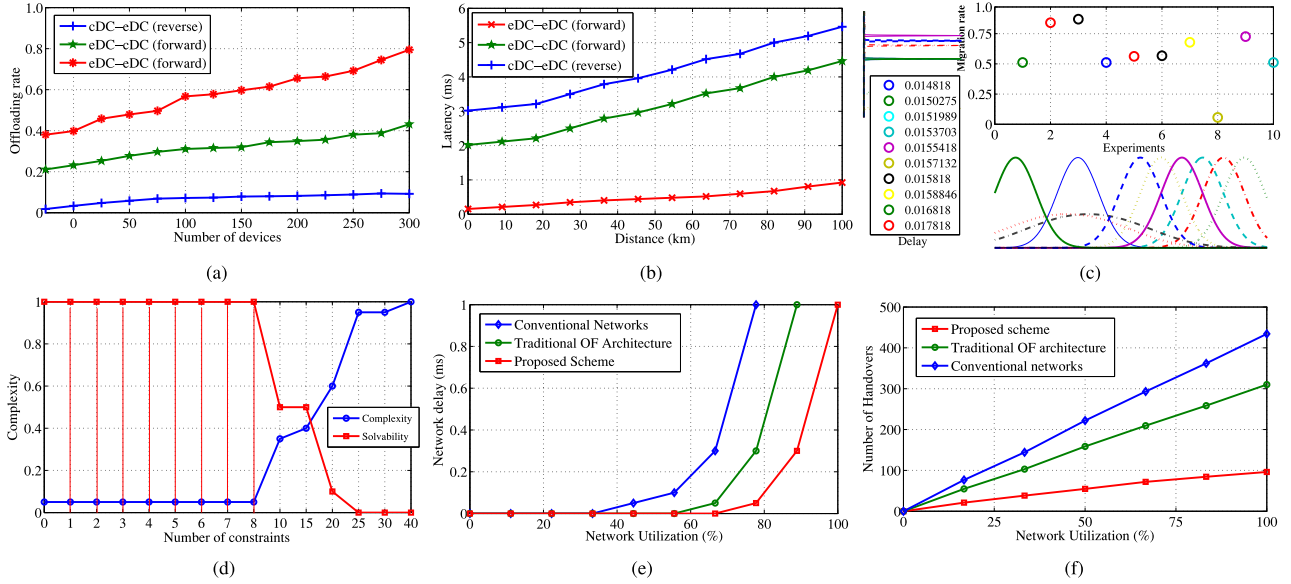 cDC–eDC (reverse)
eDC–cDC (forward)
eDC–eDC (forward)
Offloading rate
1.0
0.8
0.6
0.4
0.2
0
0 50 100 150 200 250 300
Number of devices
(a)
eDC–eDC (forward)
eDC–cDC (forward)
cDC–eDC (reverse)
Latency (ms)
6
5
4
3
2
1
0
0 10 20 30 40 50 60 70 80 90 100
Distance (km)
(b)
0.014818
0.0150275
0.0151989
0.0153703
0.0155418
0.0157132
0.015818
0.0158846
0.016818
0.017818
Delay
Migration rate
1.0
0.75
0.5
0.25
0
0 2 4 6 8 10
Experiments
(c)
Complexity
1
0.8
0.6
0.4
0.2
0
0 1 2 3 4 5 6 7 8 10 15 20 25 30 40
Complexity
Solvability
Number of constraints
(d)
Conventional Networks
Traditional OF Architecture
Proposed Scheme
Network delay (ms)
1
0.8
0.6
0.4
0.2
0
0 20 40 60 80 100
Network Utilization (%)
(e)
Proposed scheme
Traditional OF architecture
Conventional networks
Number of Handovers
500
400
300
200
100
0
0 25 50 75 100
Network Utilization (%)
(f)